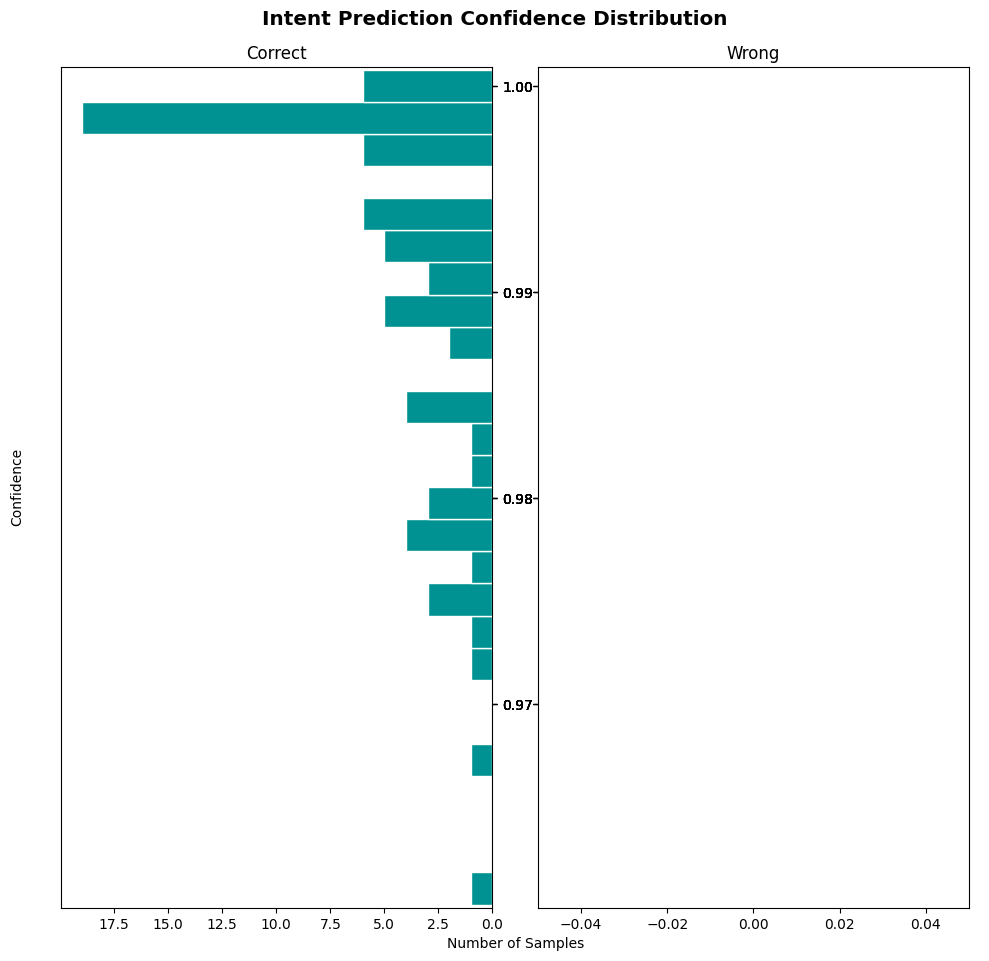 Intent Prediction Confidence Distribution
Correct
Wrong
1.00
0.99
0.98
0.97
Confidence
17.5 15.0 12.5 10.0 7.5 5.0 2.5 0.0
−0.04 −0.02 0.00 0.02 0.04
Number of Samples